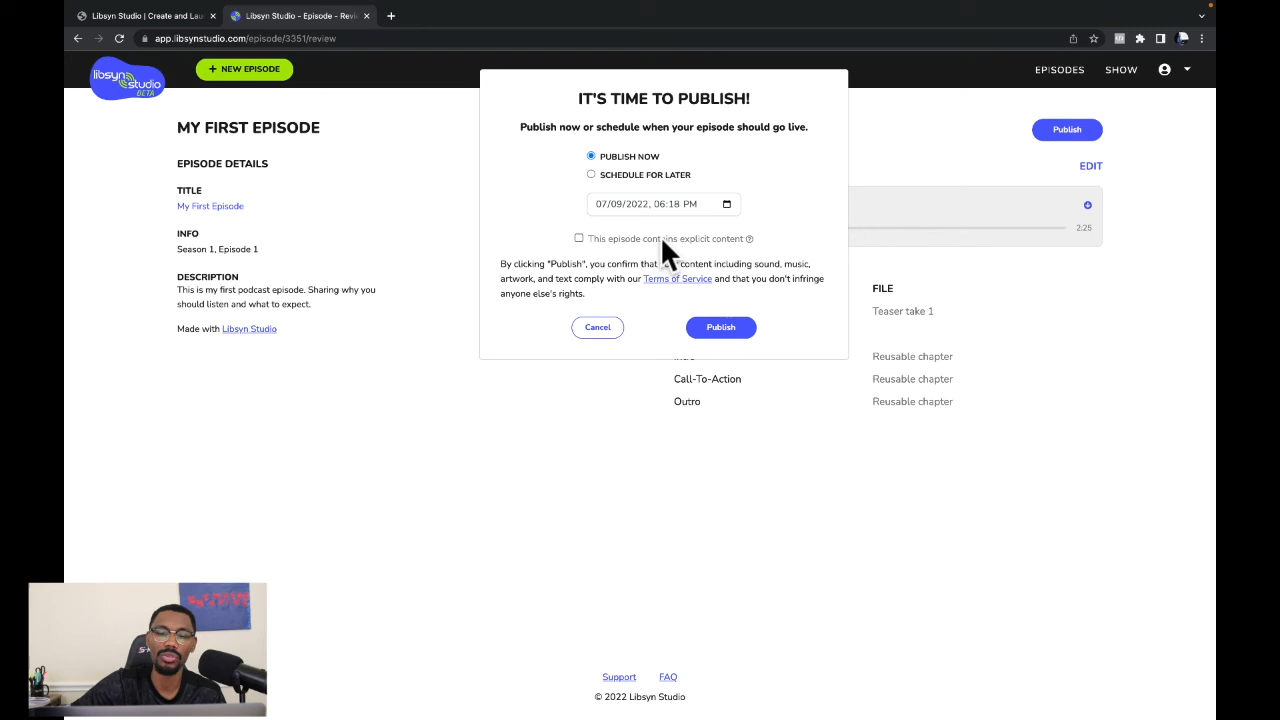 Libsyn Studio | Create and Lau
Libsyn Studio - Episode - Revi
app.libsynstudio.com/episode/3351/review
libsyn studio
BETA
+ NEW EPISODE
EPISODES
SHOW
MY FIRST EPISODE
EPISODE DETAILS
TITLE
My First Episode
INFO
Season 1, Episode 1
DESCRIPTION
This is my first podcast episode. Sharing why you
should listen and what to expect.
Made with Libsyn Studio
IT'S TIME TO PUBLISH!
Publish now or schedule when your episode should go live.
PUBLISH NOW
SCHEDULE FOR LATER
07/09/2022, 06:18 PM
This episode contains explicit content
By clicking "Publish", you confirm that content including sound, music,
artwork, and text comply with our Terms of Service and that you don't infringe
anyone else's rights.
Cancel
Publish
Publish
EDIT
2:25
FILE
Teaser take 1
Intro
Reusable chapter
Call-To-Action
Reusable chapter
Outro
Reusable chapter
Support
FAQ
© 2022 Libsyn Studio